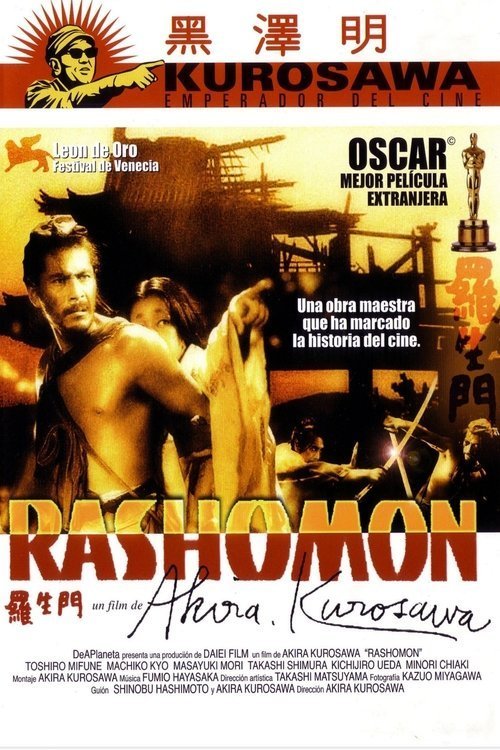 黑澤明
KUROSAWA
EMPERADOR DEL CINE
Leon de Oro
Festival de Venecia
OSCAR©
MEJOR PELÍCULA
EXTRANJERA
羅生門
Una obra maestra
que ha marcado
la historia del cine.
RASHOMON
羅生門 un film de Akira Kurosawa
DeAPlaneta presenta una producción de DAIEI FILM un film de AKIRA KUROSAWA "RASHOMON"
TOSHIRO MIFUNE MACHIKO KYO MASAYUKI MORI TAKASHI SHIMURA KICHIJIRO UEDA MINORI CHIAKI
Montaje AKIRA KUROSAWA Música FUMIO HAYASAKA Dirección artística TAKASHI MATSUYAMA Fotografía KAZUO MIYAGAWA
Guión SHINOBU HASHIMOTO y AKIRA KUROSAWA Dirección AKIRA KUROSAWA